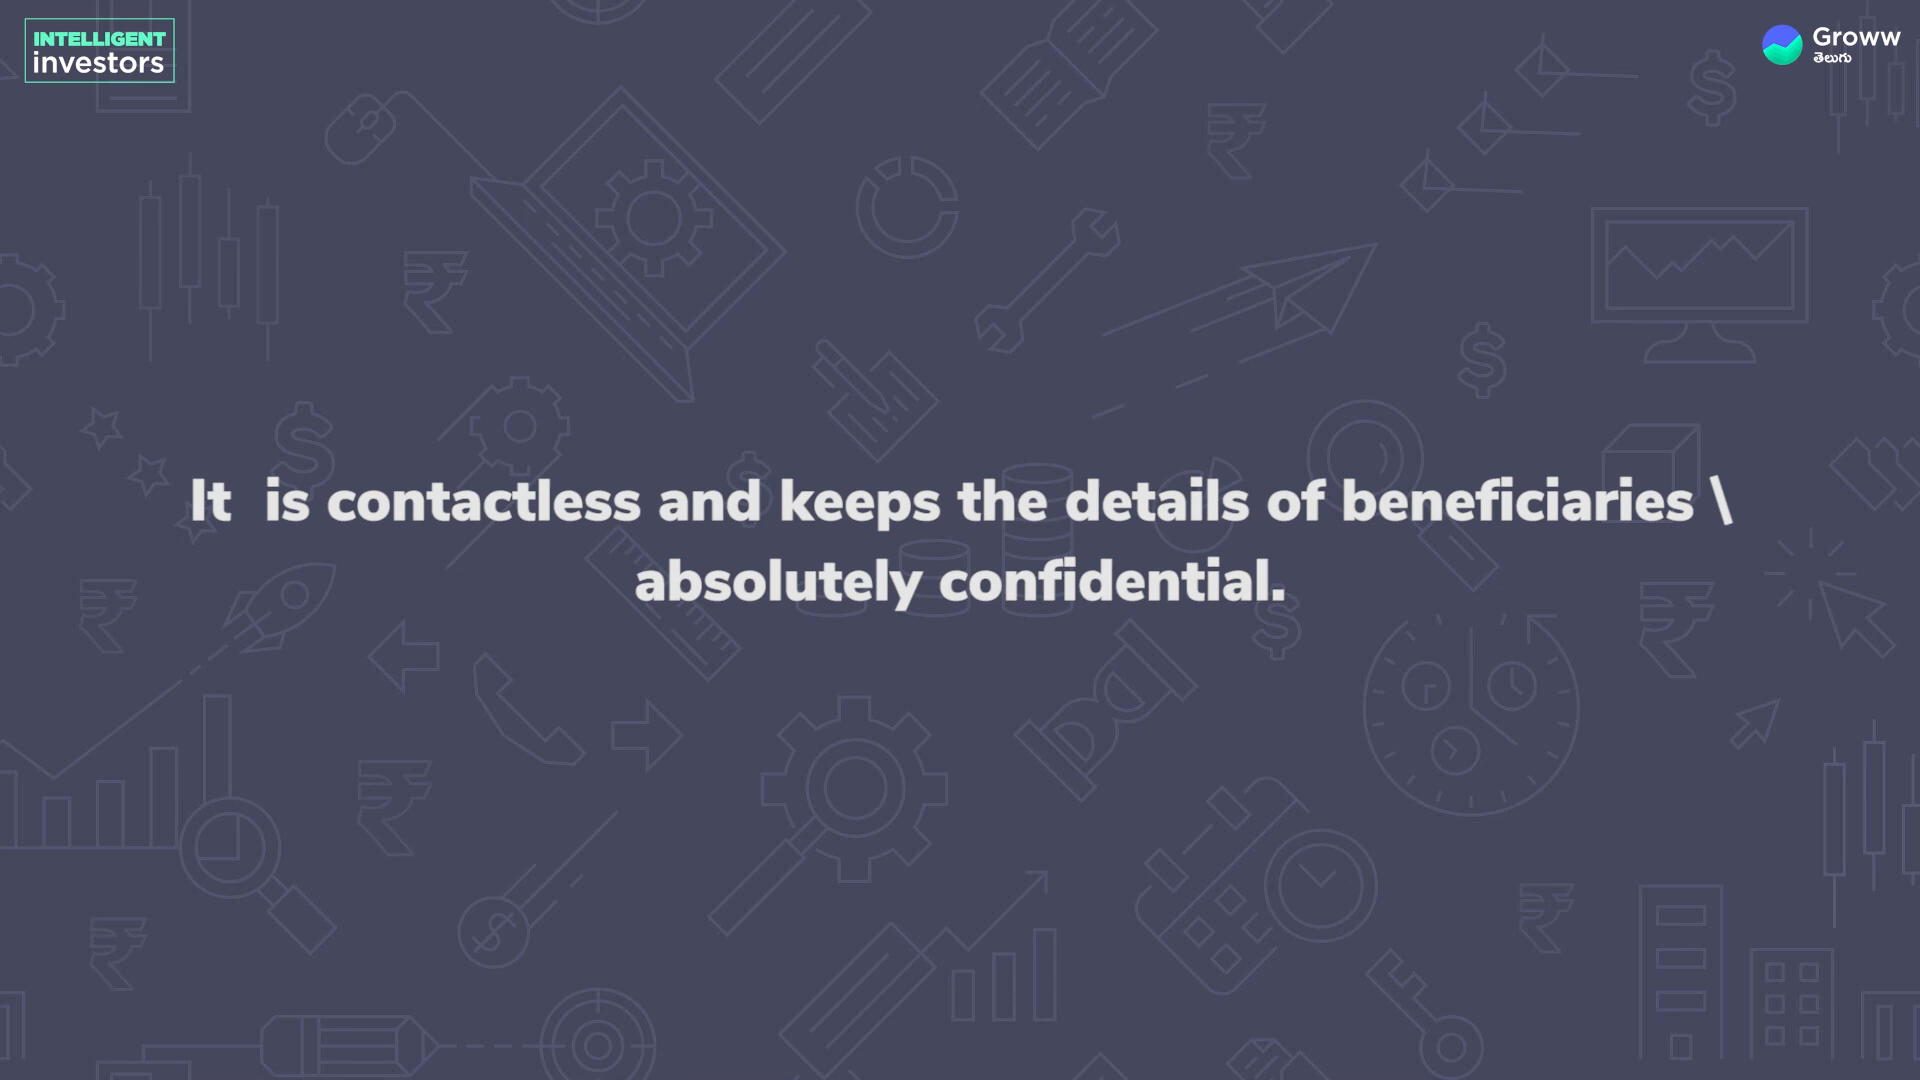 INTELLIGENT
investors
Groww
తెలుగు
It  is contactless and keeps the details of beneficiaries \
absolutely confidential.